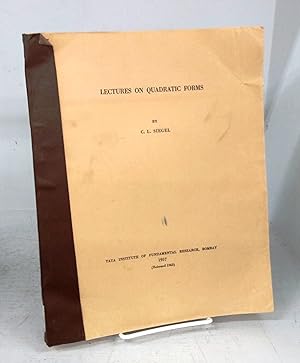 LECTURES ON QUADRATIC FORMS
BY
C. L. SIEGEL
TATA INSTITUTE OF FUNDAMENTAL RESEARCH, BOMBAY
1957
(Reissued 1967)